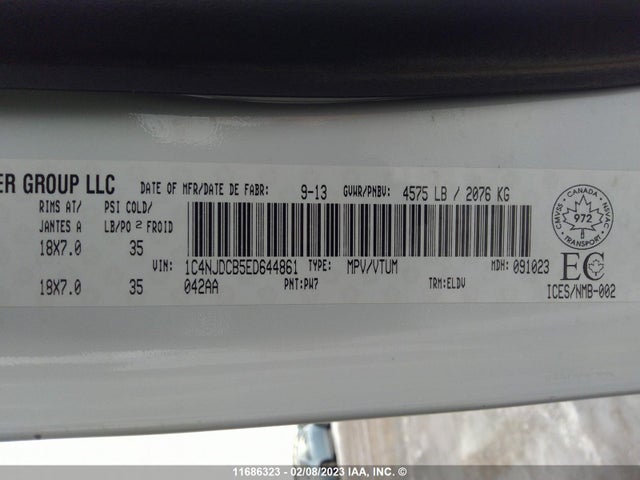 ER GROUP LLC DATE OF MFR/DATE DE FABR: 9-13 GVWR/PNBV: 4575 LB / 2076 KG
RIMS AT/ PSI COLD/
JANTES A LB/PO 2 FROID
18X7.0 35
VIN: 1C4NJDCB5ED644861 TYPE: MPV/VTUM MDH: 091023
18X7.0 35 042AA PNT: PW7 TRM: ELDV
CANADA
CMVSS 972 NSVAC
TRANSPORT
EC
ICES/NMB-002
11686323 - 02/08/2023 IAA, INC. ©